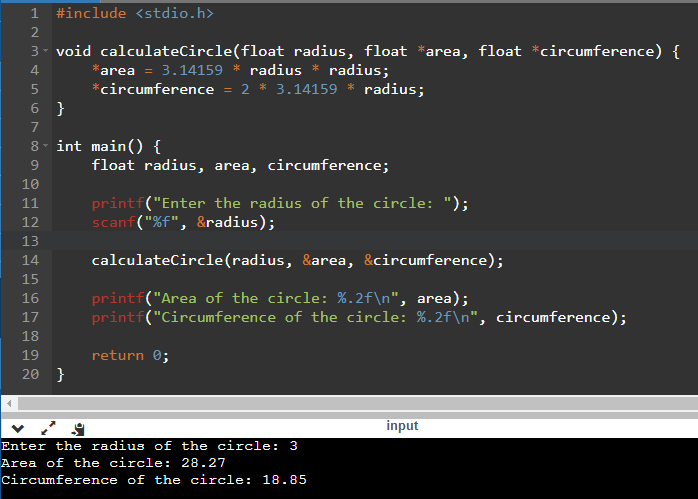 1 #include <stdio.h>
2
3 void calculateCircle(float radius, float *area, float *circumference) {
4     *area = 3.14159 * radius * radius;
5     *circumference = 2 * 3.14159 * radius;
6 }
7
8 int main() {
9     float radius, area, circumference;
10
11     printf("Enter the radius of the circle: ");
12     scanf("%f", &radius);
13
14     calculateCircle(radius, &area, &circumference);
15
16     printf("Area of the circle: %.2f\n", area);
17     printf("Circumference of the circle: %.2f\n", circumference);
18
19     return 0;
20 }
input
Enter the radius of the circle: 3
Area of the circle: 28.27
Circumference of the circle: 18.85